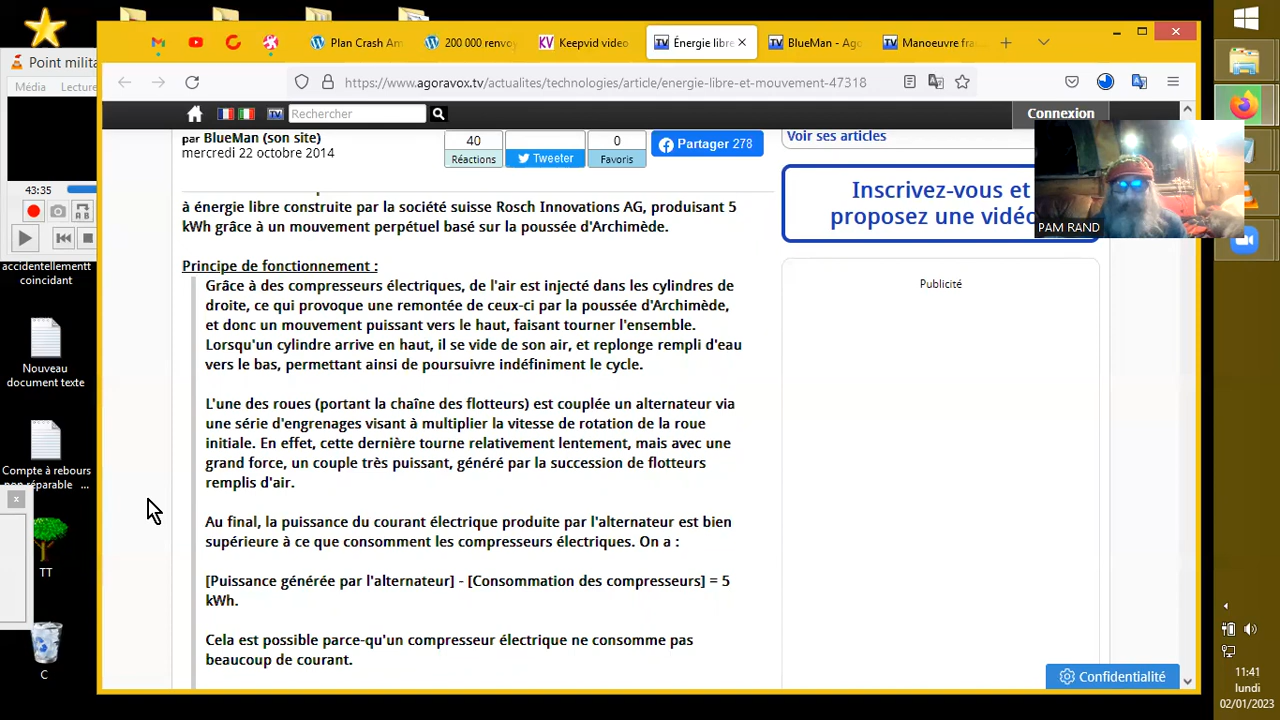 Point milita
Média Lecture
43:35
accidentellementt
coincidant
Nouveau
document texte
Compte à rebours
non réparable ...
TT
C
Plan Crash Am
200 000 renvo
KV Keepvid video
TV Énergie libre
TV BlueMan - Ago
TV Manoeuvre fra
https://www.agoravox.tv/actualites/technologies/article/energie-libre-et-mouvement-47318
TV Rechercher
Connexion
par BlueMan (son site)
mercredi 22 octobre 2014
40
Réactions
Tweeter
0
Favoris
Partager 278
Voir ses articles
Inscrivez-vous et
proposez une vidéo
PAM RAND
Publicité
à énergie libre construite par la société suisse Rosch Innovations AG, produisant 5
kWh grâce à un mouvement perpétuel basé sur la poussée d'Archimède.
Principe de fonctionnement :
Grâce à des compresseurs électriques, de l'air est injecté dans les cylindres de
droite, ce qui provoque une remontée de ceux-ci par la poussée d'Archimède,
et donc un mouvement puissant vers le haut, faisant tourner l'ensemble.
Lorsqu'un cylindre arrive en haut, il se vide de son air, et replonge rempli d'eau
vers le bas, permettant ainsi de poursuivre indéfiniment le cycle.
L'une des roues (portant la chaîne des flotteurs) est couplée un alternateur via
une série d'engrenages visant à multiplier la vitesse de rotation de la roue
initiale. En effet, cette dernière tourne relativement lentement, mais avec une
grand force, un couple très puissant, généré par la succession de flotteurs
remplis d'air.
Au final, la puissance du courant électrique produite par l'alternateur est bien
supérieure à ce que consomment les compresseurs électriques. On a :
[Puissance générée par l'alternateur] - [Consommation des compresseurs] = 5
kWh.
Cela est possible parce-qu'un compresseur électrique ne consomme pas
beaucoup de courant.
Confidentialité
11:41
lundi
02/01/2023